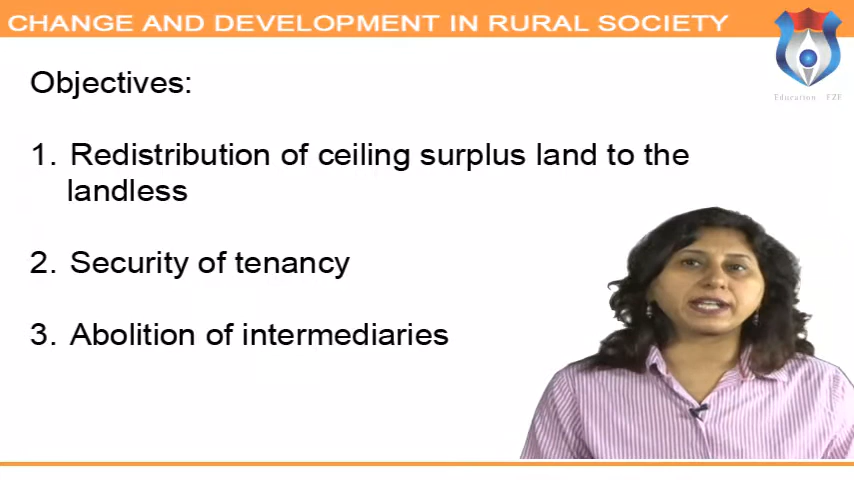 CHANGE AND DEVELOPMENT IN RURAL SOCIETY
Education FZE
Objectives:
1. Redistribution of ceiling surplus land to the
landless
2. Security of tenancy
3. Abolition of intermediaries